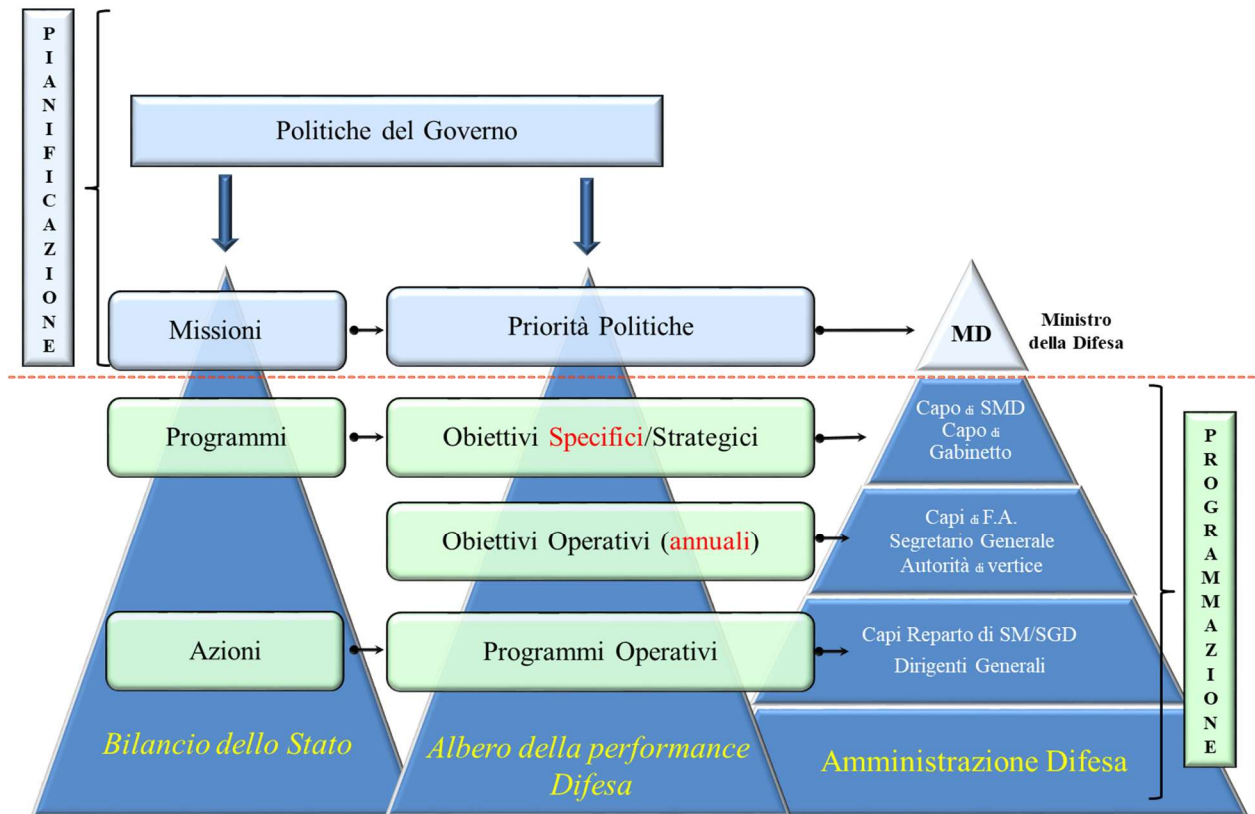 PIANIFICAZIONE
Politiche del Governo
Missioni
Priorità Politiche
MD
Ministro
della Difesa
Programmi
Obiettivi Specifici/Strategici
Capo di SMD
Capo di
Gabinetto
Obiettivi Operativi (annuali)
Capi di F.A.
Segretario Generale
Autorità di vertice
Azioni
Programmi Operativi
Capi Reparto di SM/SGD
Dirigenti Generali
Bilancio dello Stato
Albero della performance
Difesa
Amministrazione Difesa
PROGRAMMAZIONE